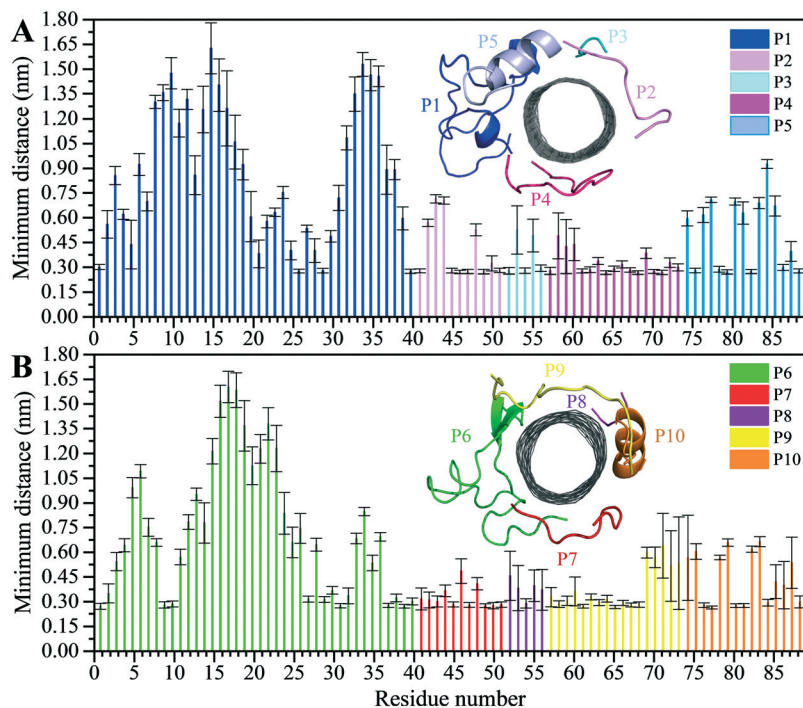 A
Minimum distance (nm)
1.80
1.65
1.50
1.35
1.20
1.05
0.90
0.75
0.60
0.45
0.30
0.15
0.00
0 5 10 15 20 25 30 35 40 45 50 55 60 65 70 75 80 85
P5
P3
P1
P2
P4
P1
P2
P3
P4
P5
B
Minimum distance (nm)
1.80
1.65
1.50
1.35
1.20
1.05
0.90
0.75
0.60
0.45
0.30
0.15
0.00
0 5 10 15 20 25 30 35 40 45 50 55 60 65 70 75 80 85
Residue number
P9
P8
P6
P10
P7
P6
P7
P8
P9
P10